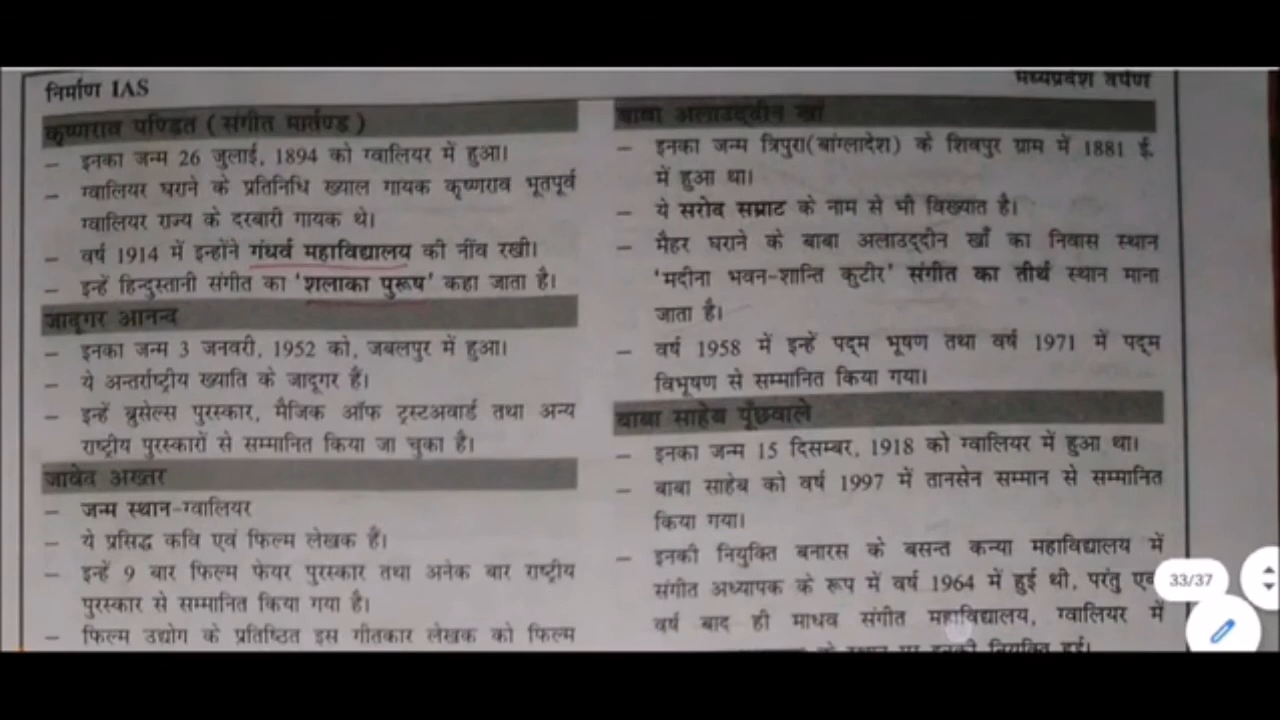 निर्माण IAS
मध्यप्रदेश दर्पण
कृष्णराव पण्डित (संगीत मार्तण्ड)
– इनका जन्म 26 जुलाई, 1894 को ग्वालियर में हुआ।
– ग्वालियर घराने के प्रतिनिधि ख्याल गायक कृष्णराव भूतपूर्व
ग्वालियर राज्य के दरबारी गायक थे।
– वर्ष 1914 में इन्होंने गंधर्व महाविद्यालय की नींव रखी।
– इन्हें हिन्दुस्तानी संगीत का 'शलाका पुरूष' कहा जाता है।
जादूगर आनन्द
– इनका जन्म 3 जनवरी, 1952 को, जबलपुर में हुआ।
– ये अन्तर्राष्ट्रीय ख्याति के जादूगर हैं।
– इन्हें ब्रुसेल्स पुरस्कार, मैजिक ऑफ ट्रस्टअवार्ड तथा अन्य
राष्ट्रीय पुरस्कारों से सम्मानित किया जा चुका है।
जावेद अख्तर
– जन्म स्थान-ग्वालियर
– ये प्रसिद्ध कवि एवं फिल्म लेखक हैं।
– इन्हें 9 बार फिल्म फेयर पुरस्कार तथा अनेक बार राष्ट्रीय
पुरस्कार से सम्मानित किया गया है।
– फिल्म उद्योग के प्रतिष्ठित इस गीतकार लेखक को फिल्म
बाबा अलाउद्दीन खां
– इनका जन्म त्रिपुरा(बांग्लादेश) के शिवपुर ग्राम में 1881 ई.
में हुआ था।
– ये सरोद सम्राट के नाम से भी विख्यात है।
– मैहर घराने के बाबा अलाउद्दीन खाँ का निवास स्थान
'मदीना भवन-शान्ति कुटीर' संगीत का तीर्थ स्थान माना
जाता है।
– वर्ष 1958 में इन्हें पद्म भूषण तथा वर्ष 1971 में पद्म
विभूषण से सम्मानित किया गया।
बाबा साहेब पूँछवाले
– इनका जन्म 15 दिसम्बर, 1918 को ग्वालियर में हुआ था।
– बाबा साहेब को वर्ष 1997 में तानसेन सम्मान से सम्मानित
किया गया।
– इनकी नियुक्ति बनारस के बसन्त कन्या महाविद्यालय में
संगीत अध्यापक के रूप में वर्ष 1964 में हुई थी, परंतु
वर्ष बाद ही माधव संगीत महाविद्यालय, ग्वालियर में
स्थान पर इनकी नियुक्ति हुई।
33/37